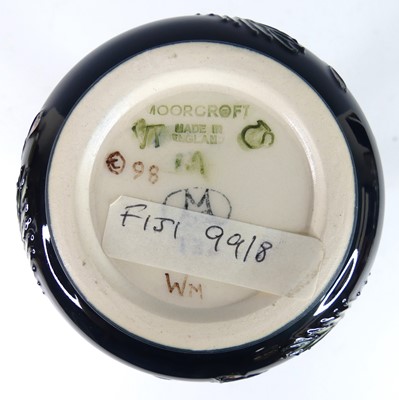 MOORCROFT
MADE IN
ENGLAND
© 98 M
M
FIJI 99/8
WM